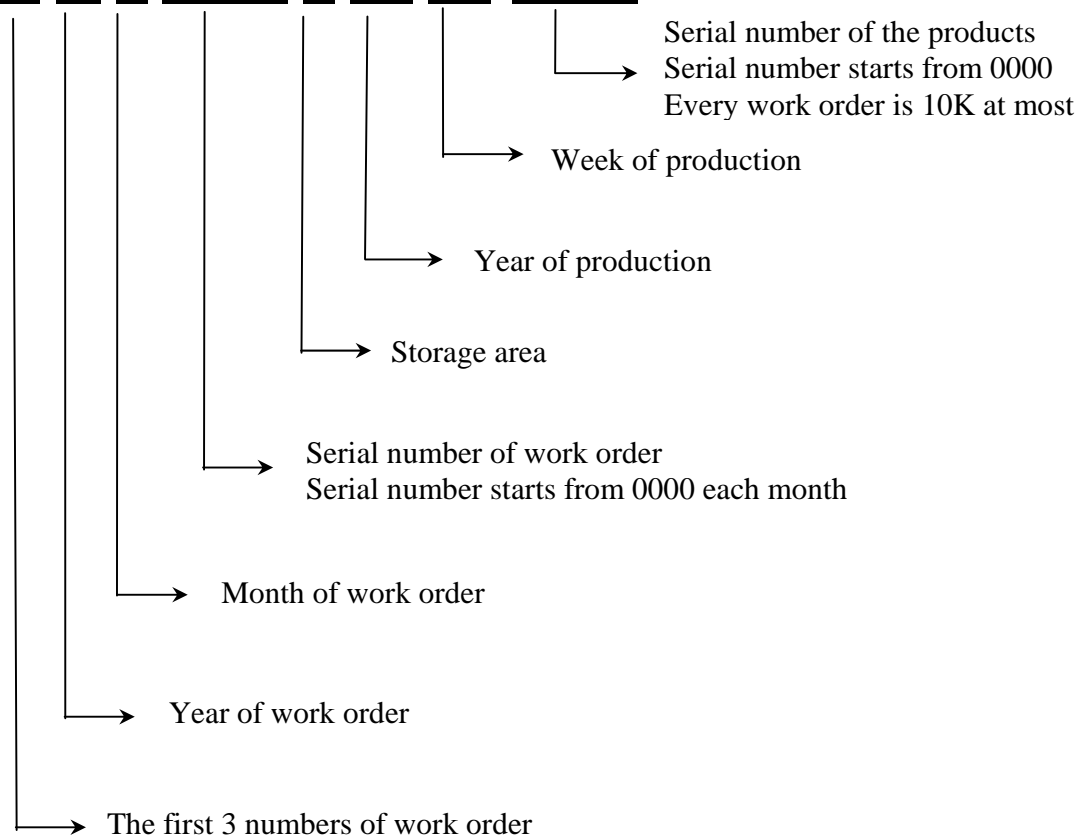 Serial number of the products
Serial number starts from 0000
Every work order is 10K at most
Week of production
Year of production
Storage area
Serial number of work order
Serial number starts from 0000 each month
Month of work order
Year of work order
The first 3 numbers of work order